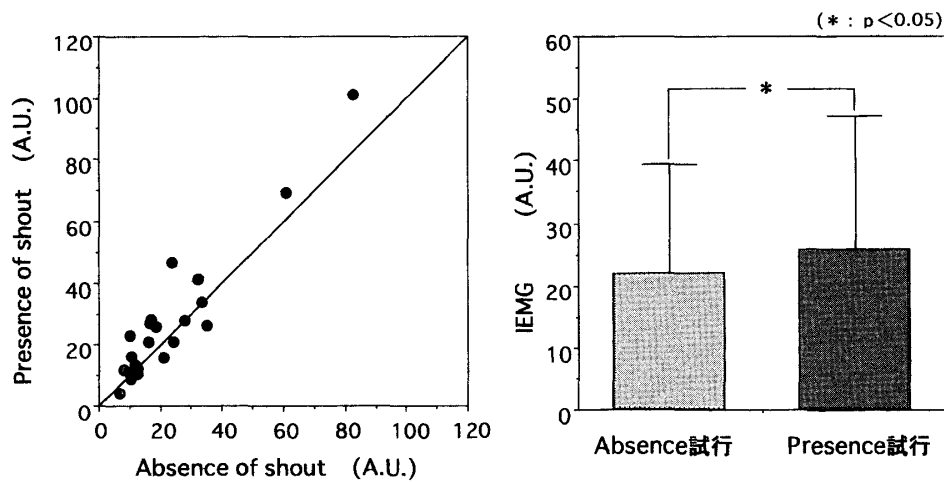 (＊: p＜0.05)
120
100
80
60
40
20
0
Presence of shout (A.U.)
0 20 40 60 80 100 120
Absence of shout (A.U.)
60
50
40
30
20
10
0
IEMG (A.U.)
＊
Absence試行 Presence試行